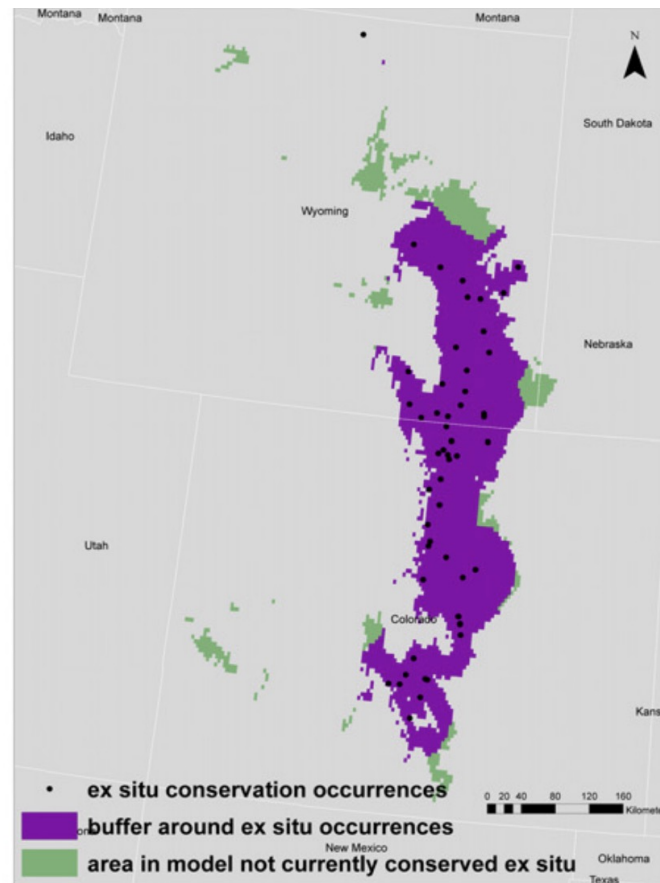 Montana
Montana
Montana
N
Idaho
South Dakota
Wyoming
Nebraska
Utah
Colorado
Kans
ex situ conservation occurrences
0 20 40 80 120 160
Kilomete
buffer around ex situ occurrences
ona
New Mexico
area in model not currently conserved ex situ
Oklahoma
Texas